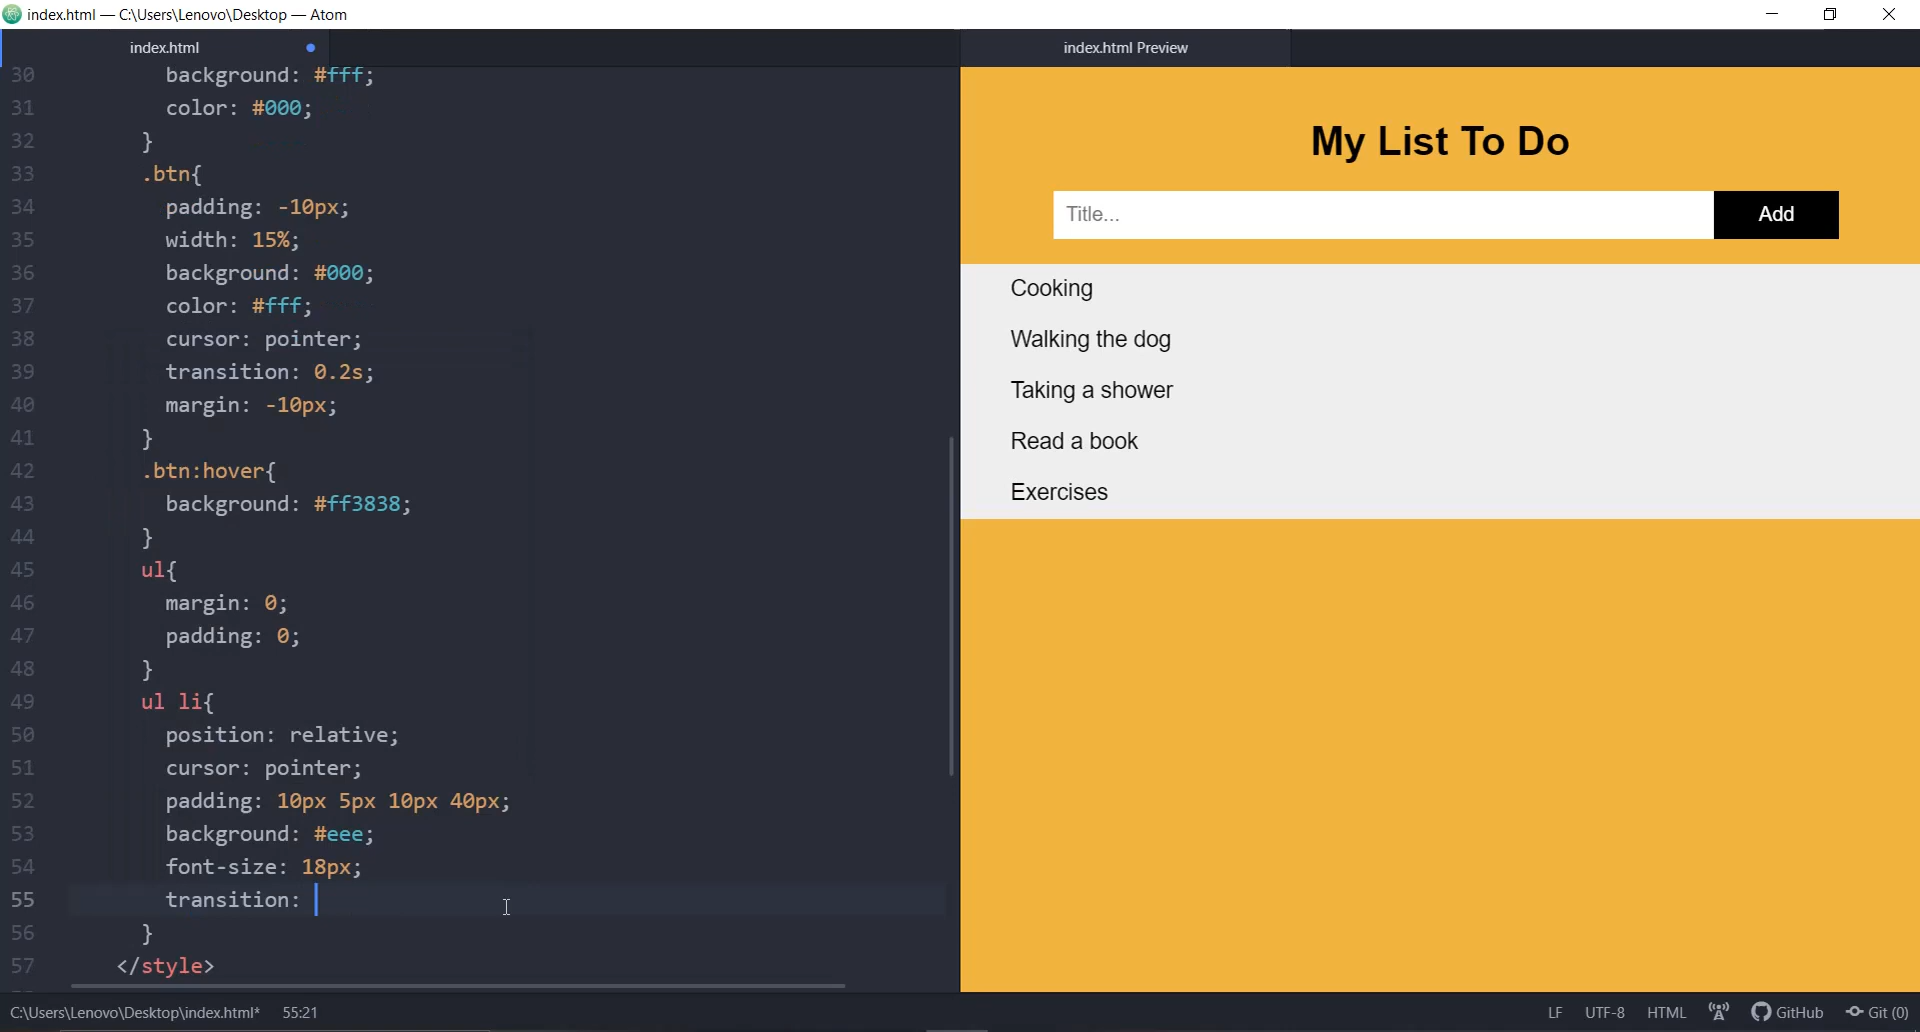 index.html — C:\Users\Lenovo\Desktop — Atom
index.html
30 background: #fff;
31 color: #000;
32 }
33 .btn{
34 padding: -10px;
35 width: 15%;
36 background: #000;
37 color: #fff;
38 cursor: pointer;
39 transition: 0.2s;
40 margin: -10px;
41 }
42 .btn:hover{
43 background: #ff3838;
44 }
45 ul{
46 margin: 0;
47 padding: 0;
48 }
49 ul li{
50 position: relative;
51 cursor: pointer;
52 padding: 10px 5px 10px 40px;
53 background: #eee;
54 font-size: 18px;
55 transition:
56 }
57 </style>
index.html Preview
My List To Do
Title...
Add
Cooking
Walking the dog
Taking a shower
Read a book
Exercises
C:\Users\Lenovo\Desktop\index.html* 55:21
LF UTF-8 HTML GitHub Git (0)